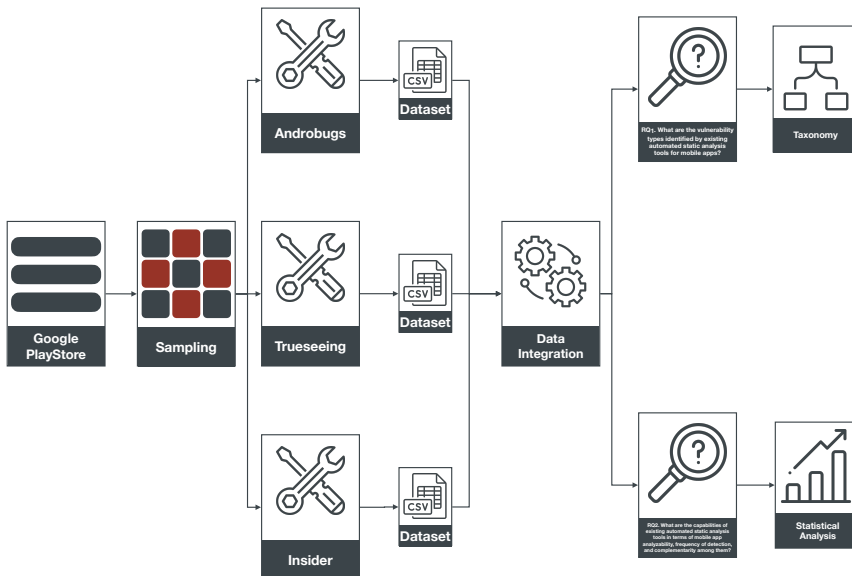 Google
PlayStore
Sampling
CSV
Dataset
Androbugs
CSV
Dataset
Trueseeing
CSV
Dataset
Insider
Data
Integration
?
RQ1. What are the vulnerability
types identified by existing
automated static analysis
tools for mobile apps?
Taxonomy
?
RQ2. What are the capabilities of
existing automated static analysis
tools in terms of mobile app
analyzability, frequency of detection,
and complementarity among them?
Statistical
Analysis